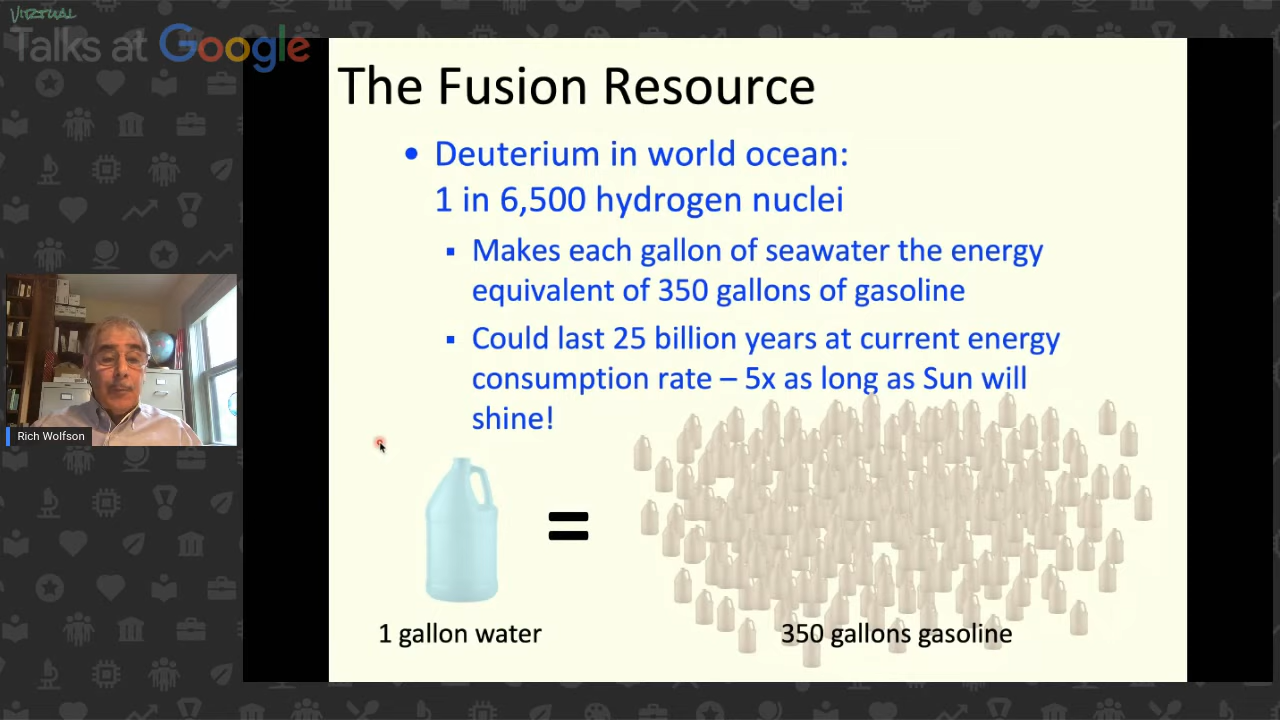 VIRTUAL
Talks at Google
The Fusion Resource
• Deuterium in world ocean:
1 in 6,500 hydrogen nuclei
▪ Makes each gallon of seawater the energy
equivalent of 350 gallons of gasoline
▪ Could last 25 billion years at current energy
consumption rate – 5x as long as Sun will
shine!
Rich Wolfson
=
1 gallon water
350 gallons gasoline